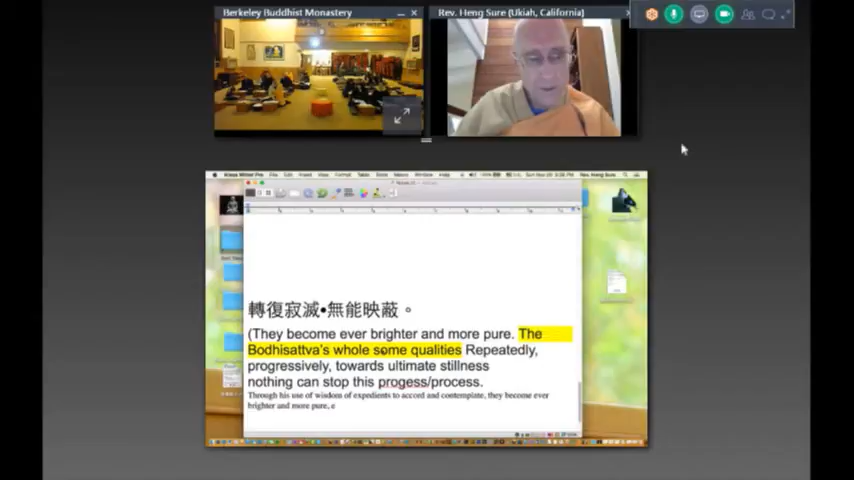 Berkeley Buddhist Monastery
Rev. Heng Sure (Ukiah, California)
轉復寂滅•無能映蔽。
(They become ever brighter and more pure. The
Bodhisattva's whole some qualities Repeatedly,
progressively, towards ultimate stillness
nothing can stop this progess/process.
Through his use of wisdom of expedients to accord and contemplate, they become ever
brighter and more pure, e